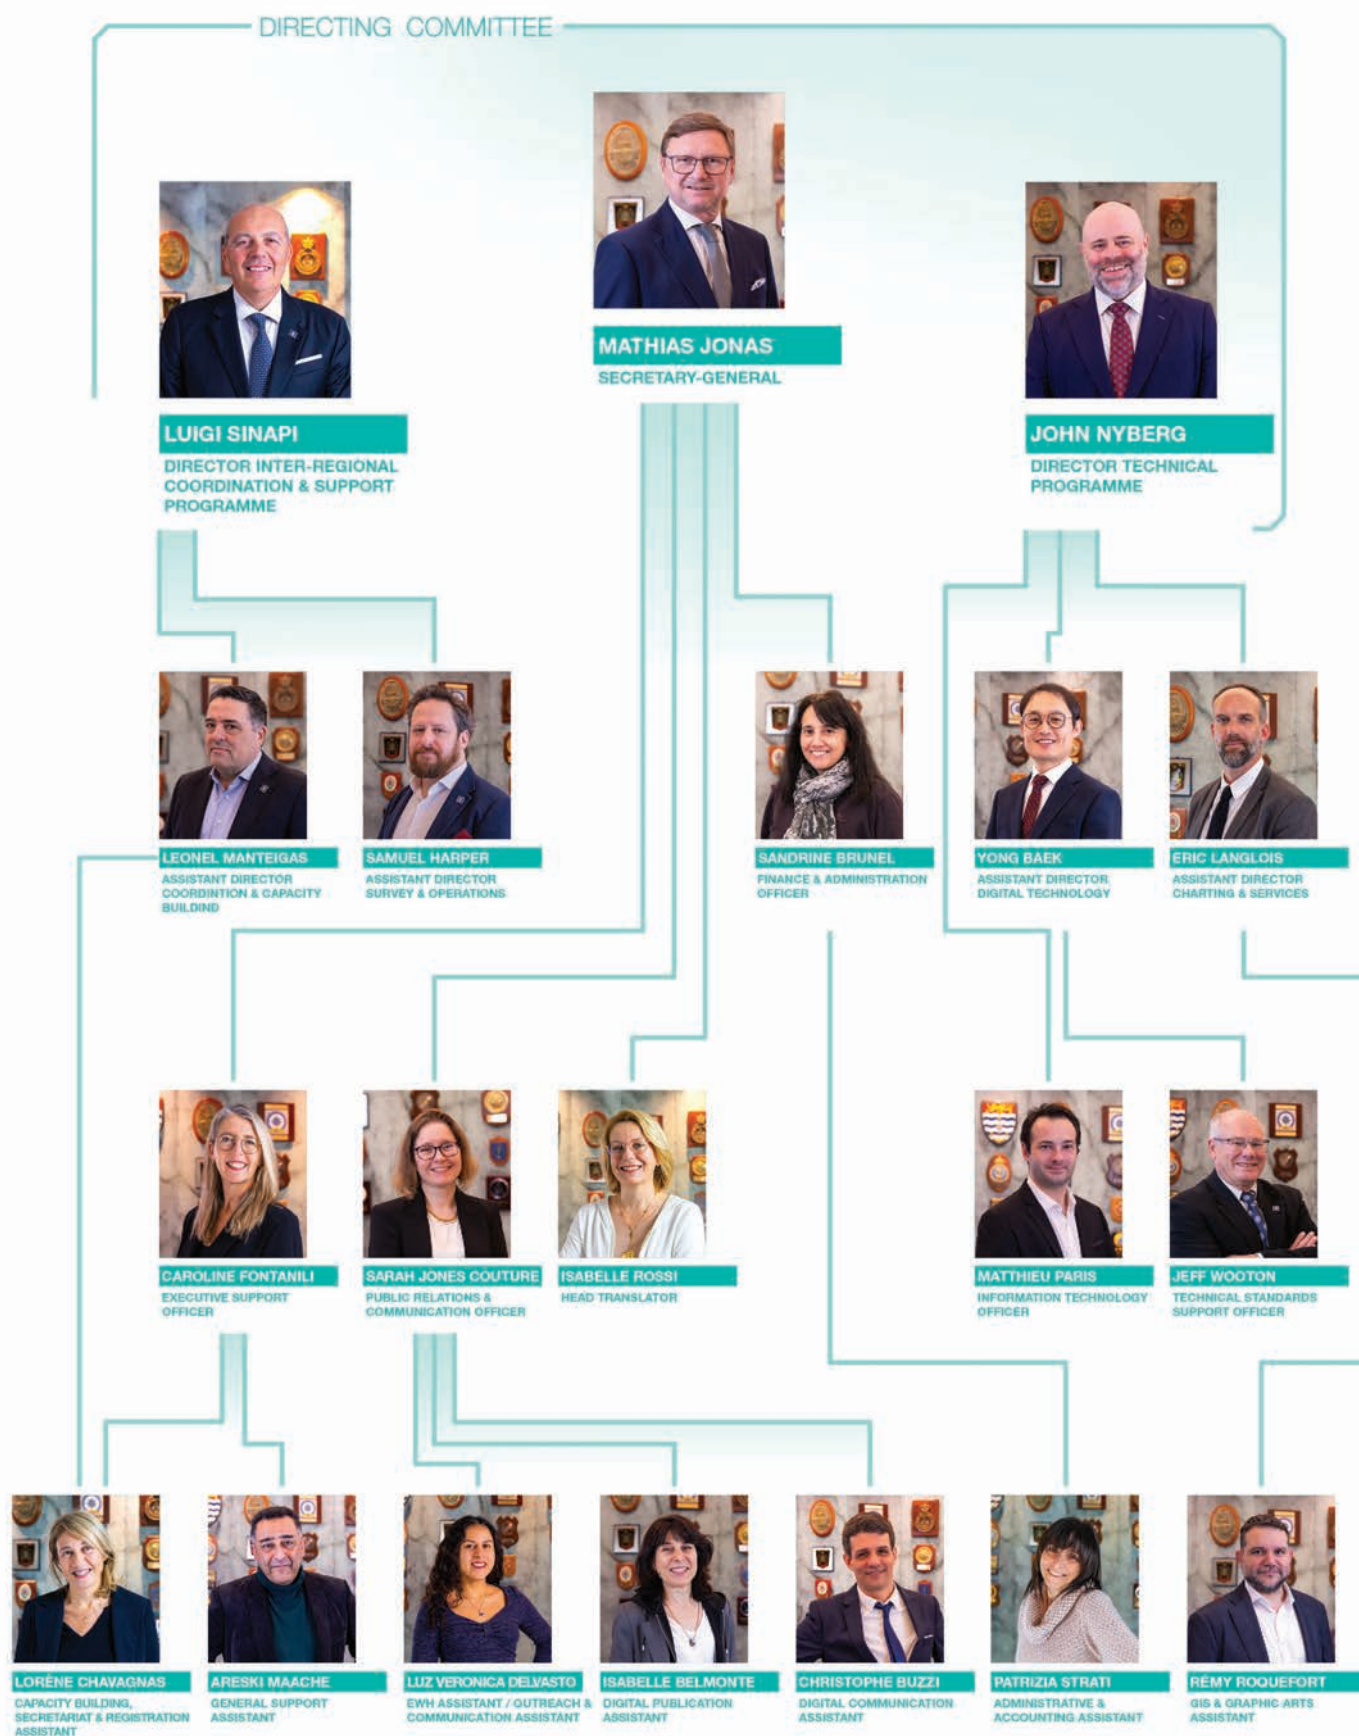 DIRECTING COMMITTEE
MATHIAS JONAS
SECRETARY-GENERAL
LUIGI SINAPI
DIRECTOR INTER-REGIONAL
COORDINATION & SUPPORT
PROGRAMME
JOHN NYBERG
DIRECTOR TECHNICAL
PROGRAMME
LEONEL MANTEIGAS
ASSISTANT DIRECTOR
COORDINTION & CAPACITY
BUILDIND
SAMUEL HARPER
ASSISTANT DIRECTOR
SURVEY & OPERATIONS
SANDRINE BRUNEL
FINANCE & ADMINISTRATION
OFFICER
YONG BAEK
ASSISTANT DIRECTOR
DIGITAL TECHNOLOGY
ERIC LANGLOIS
ASSISTANT DIRECTOR
CHARTING & SERVICES
CAROLINE FONTANILI
EXECUTIVE SUPPORT
OFFICER
SARAH JONES COUTURE
PUBLIC RELATIONS &
COMMUNICATION OFFICER
ISABELLE ROSSI
HEAD TRANSLATOR
MATTHIEU PARIS
INFORMATION TECHNOLOGY
OFFICER
JEFF WOOTON
TECHNICAL STANDARDS
SUPPORT OFFICER
LORÈNE CHAVAGNAS
CAPACITY BUILDING,
SECRETARIAT & REGISTRATION
ASSISTANT
ARESKI MAACHE
GENERAL SUPPORT
ASSISTANT
LUZ VERONICA DELVASTO
EWH ASSISTANT / OUTREACH &
COMMUNICATION ASSISTANT
ISABELLE BELMONTE
DIGITAL PUBLICATION
ASSISTANT
CHRISTOPHE BUZZI
DIGITAL COMMUNICATION
ASSISTANT
PATRIZIA STRATI
ADMINISTRATIVE &
ACCOUNTING ASSISTANT
RÉMY ROQUEFORT
GIS & GRAPHIC ARTS
ASSISTANT